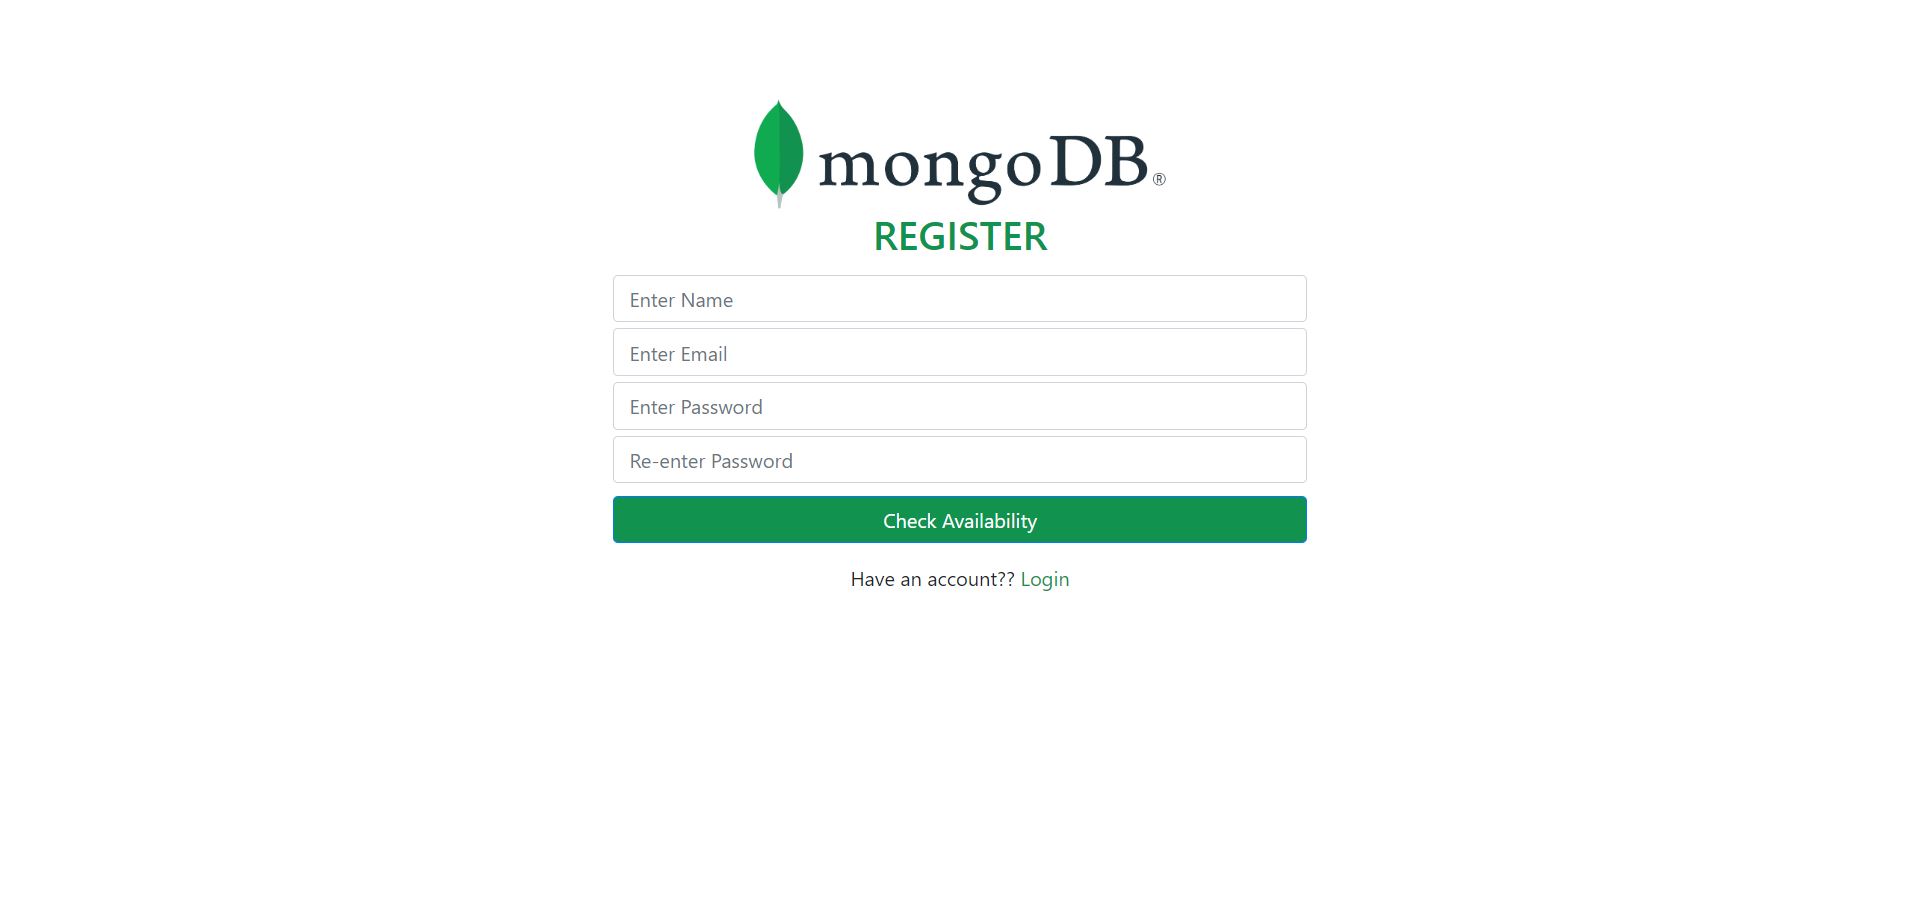 mongoDB®
REGISTER
Enter Name
Enter Email
Enter Password
Re-enter Password
Check Availability
Have an account?? Login